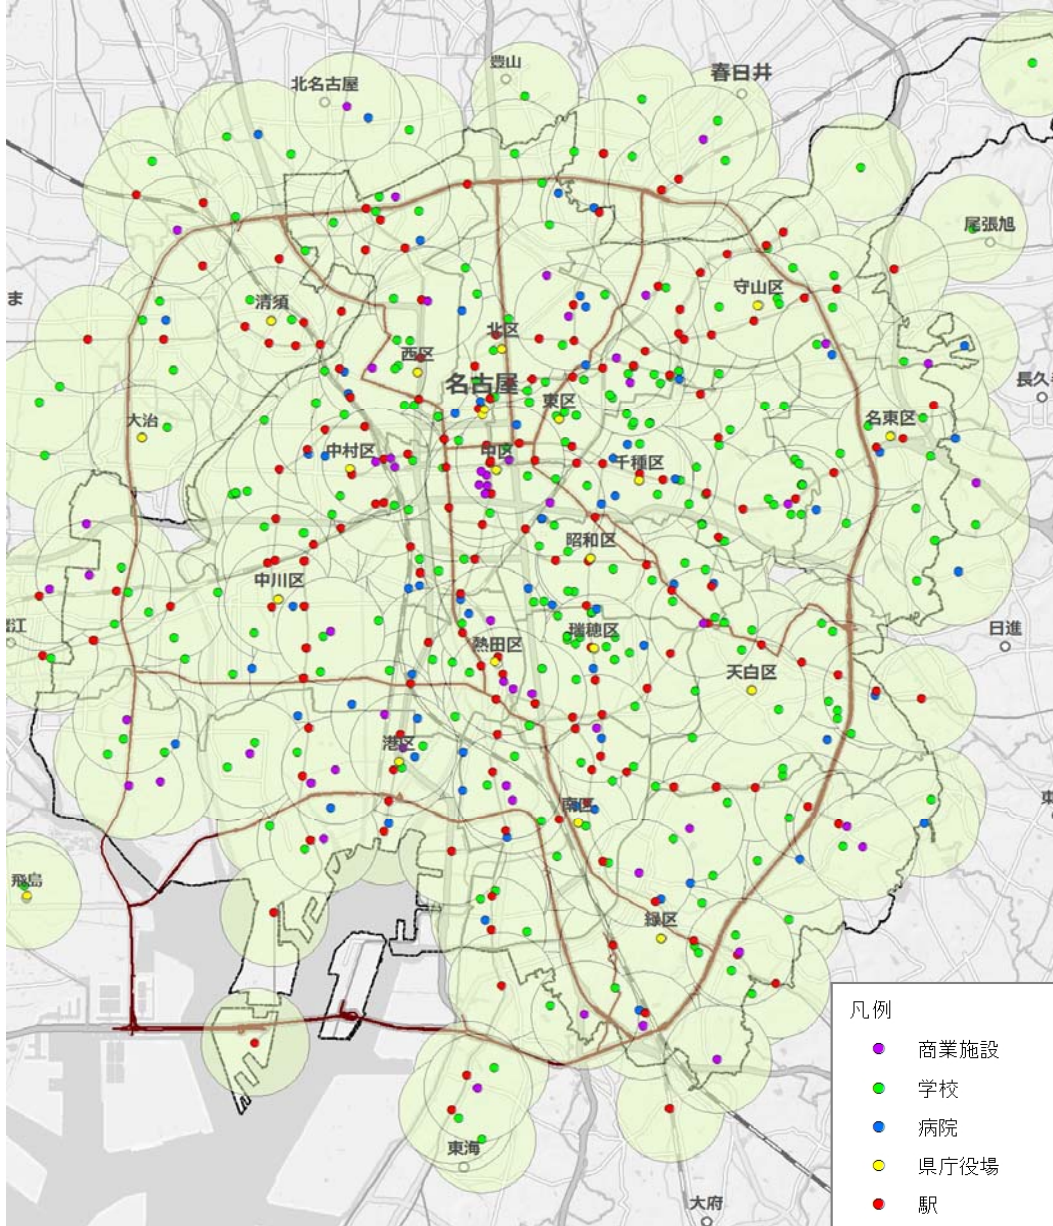 豊山
春日井
北名古屋
尾張旭
ま
清須
守山区
北区
西区
名古屋
長久
東区
大治
名東区
中村区
中区
千種区
昭和区
中川区
江
瑞穂区
日進
熱田区
天白区
港区
東
南区
飛島
緑区
東海
大府
凡例
商業施設
学校
病院
県庁役場
駅